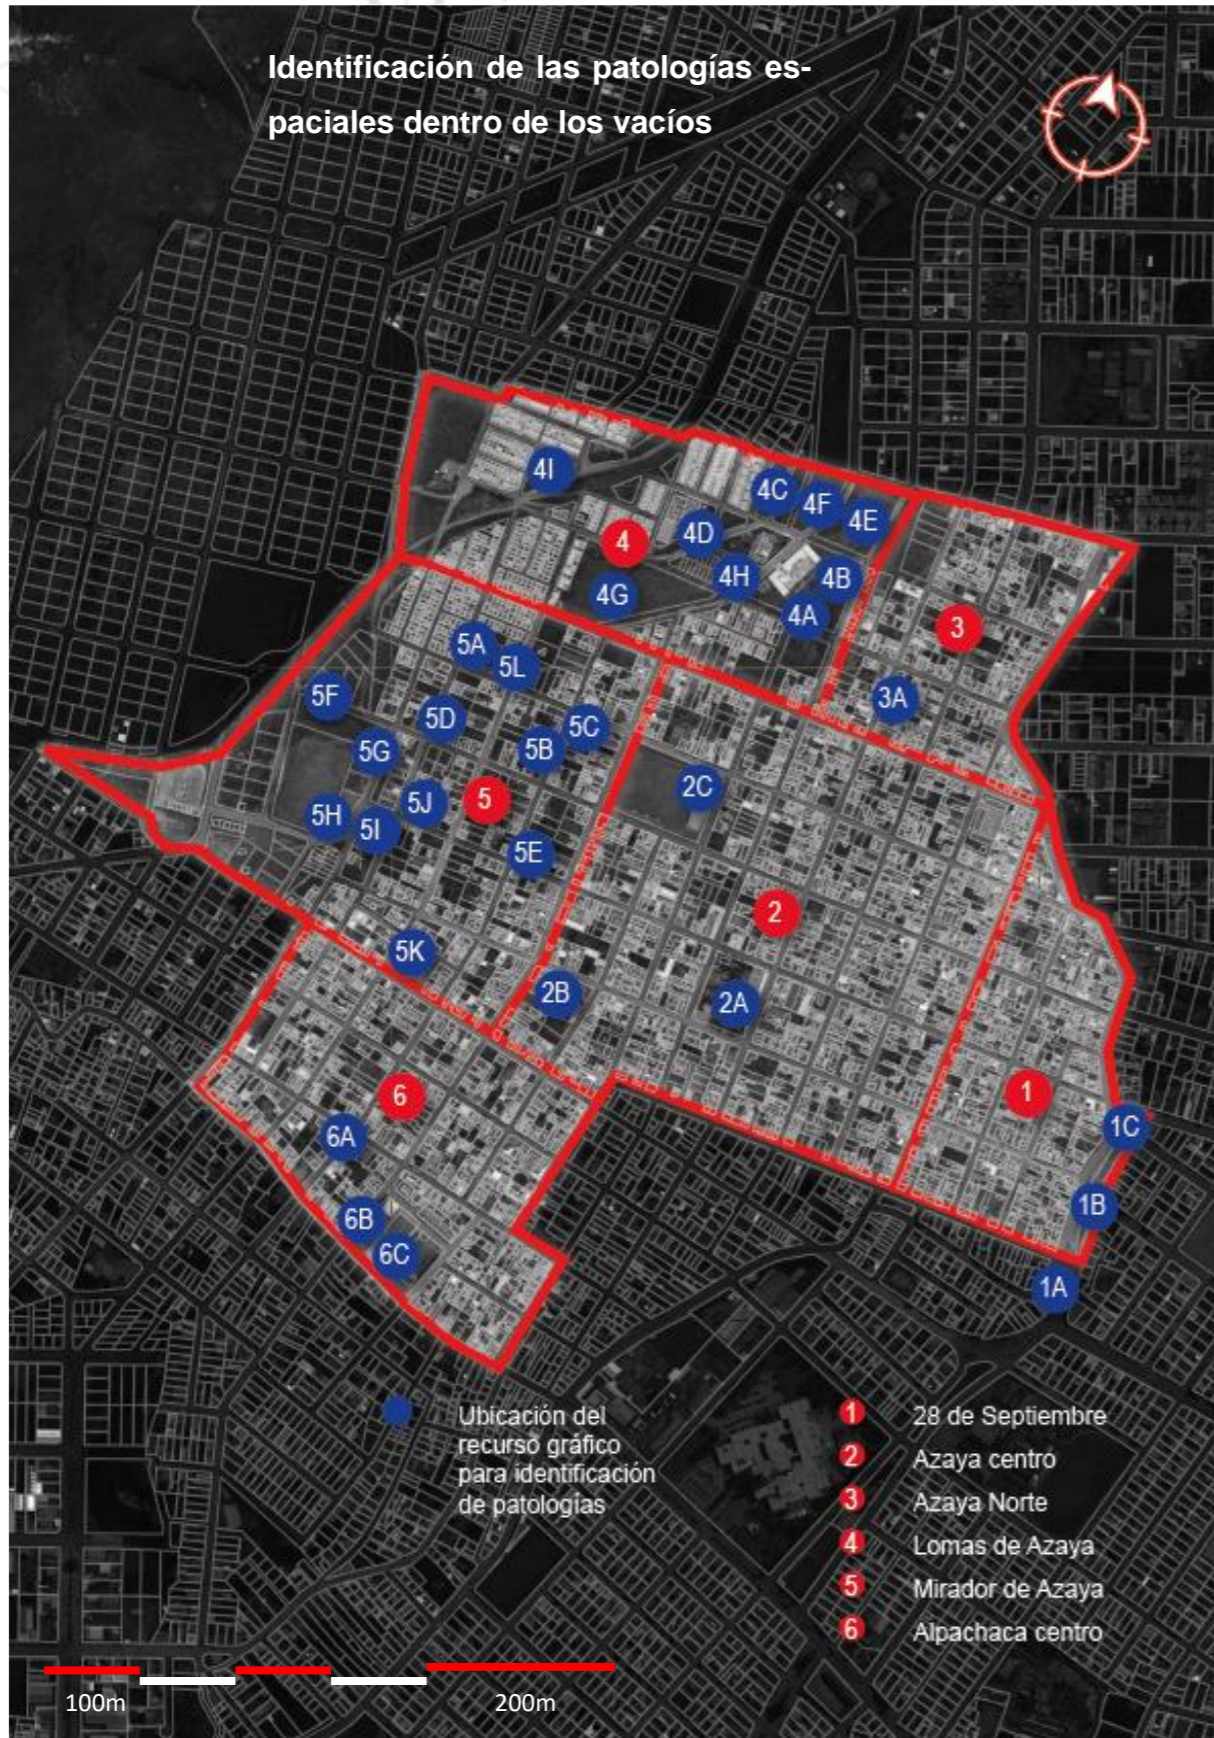 Identificación de las patologías es-
paciales dentro de los vacíos
4I
4C
4F
4E
4D
4
4H
4B
4G
4A
3
5A
5L
5F
3A
5D
5C
5G
5B
2C
5J
5
5H
5I
5E
2
5K
2B
2A
6
1
1C
6A
1B
6B
6C
1A
Ubicación del
recurso gráfico
para identificación
de patologías
1 28 de Septiembre
2 Azaya centro
3 Azaya Norte
4 Lomas de Azaya
5 Mirador de Azaya
6 Alpachaca centro
100m
200m